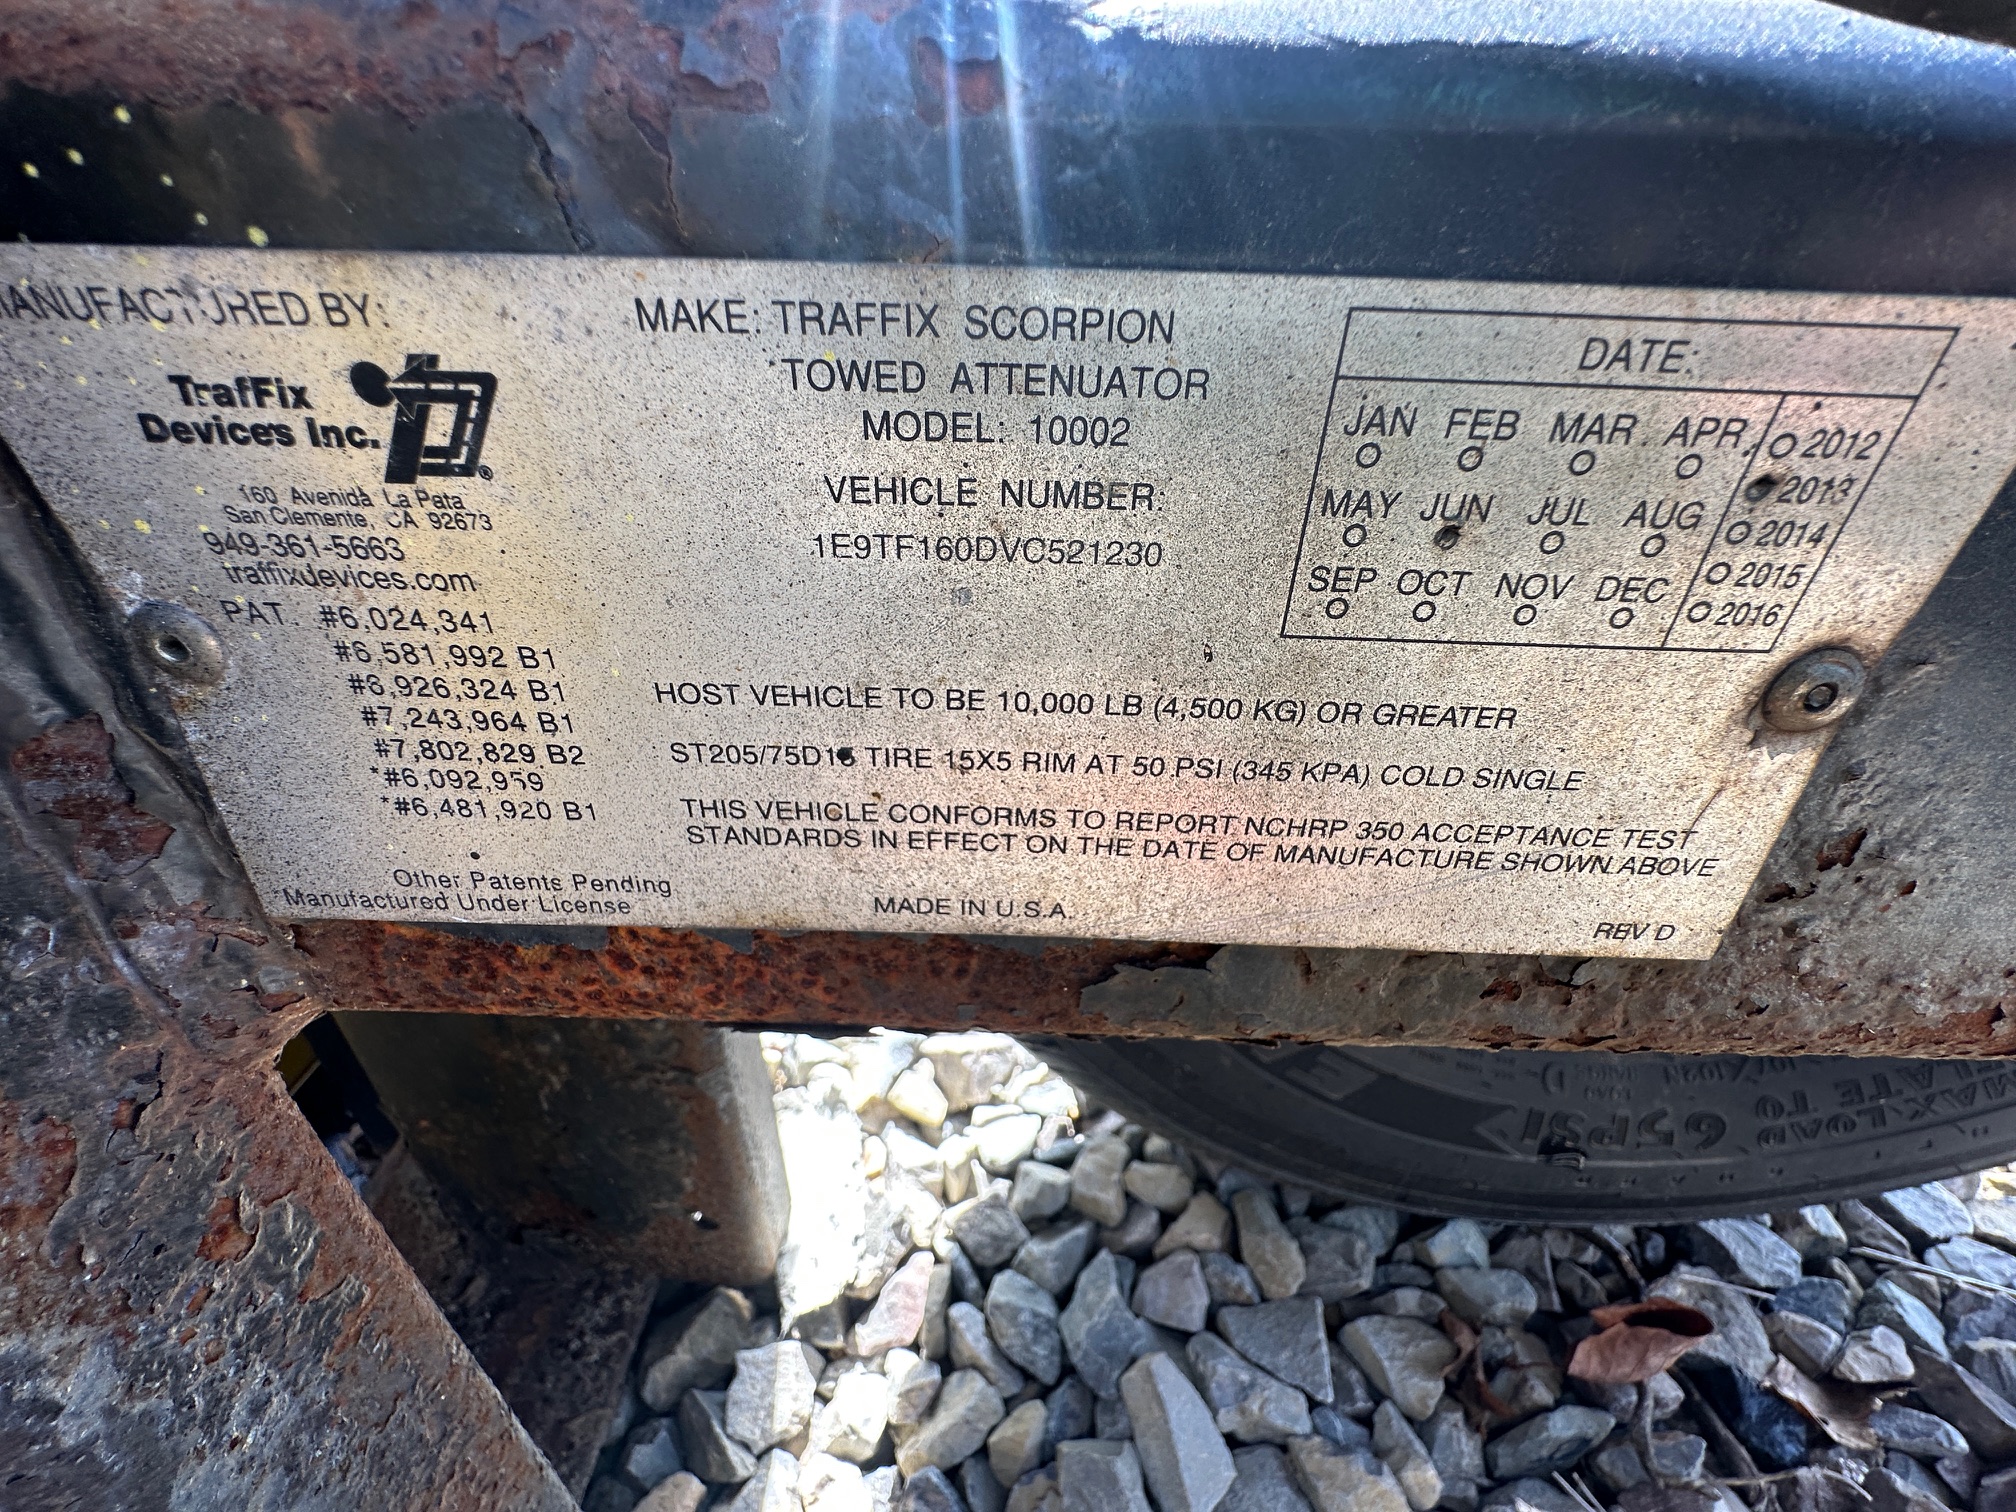 MANUFACTURED BY:
TrafFix
Devices Inc.
®
160 Avenida La Pata
San Clemente, CA 92673
949-361-5663
traffixdevices.com
PAT. #6,024,341
#6,581,992 B1
#6,926,324 B1
#7,243,964 B1
#7,802,829 B2
*#6,092,959
*#6,481,920 B1
Other Patents Pending
Manufactured Under License
MAKE: TRAFFIX SCORPION
TOWED ATTENUATOR
MODEL: 10002
VEHICLE NUMBER:
1E9TF160DVC521230
DATE:
JAN FEB MAR APR
MAY JUN JUL AUG
SEP OCT NOV DEC
2012
2013
2014
2015
2016
HOST VEHICLE TO BE 10,000 LB (4,500 KG) OR GREATER
ST205/75D15 TIRE 15X5 RIM AT 50 PSI (345 KPA) COLD SINGLE
THIS VEHICLE CONFORMS TO REPORT NCHRP 350 ACCEPTANCE TEST
STANDARDS IN EFFECT ON THE DATE OF MANUFACTURE SHOWN ABOVE
MADE IN U.S.A.
REV D
MAX LOAD
65PSI